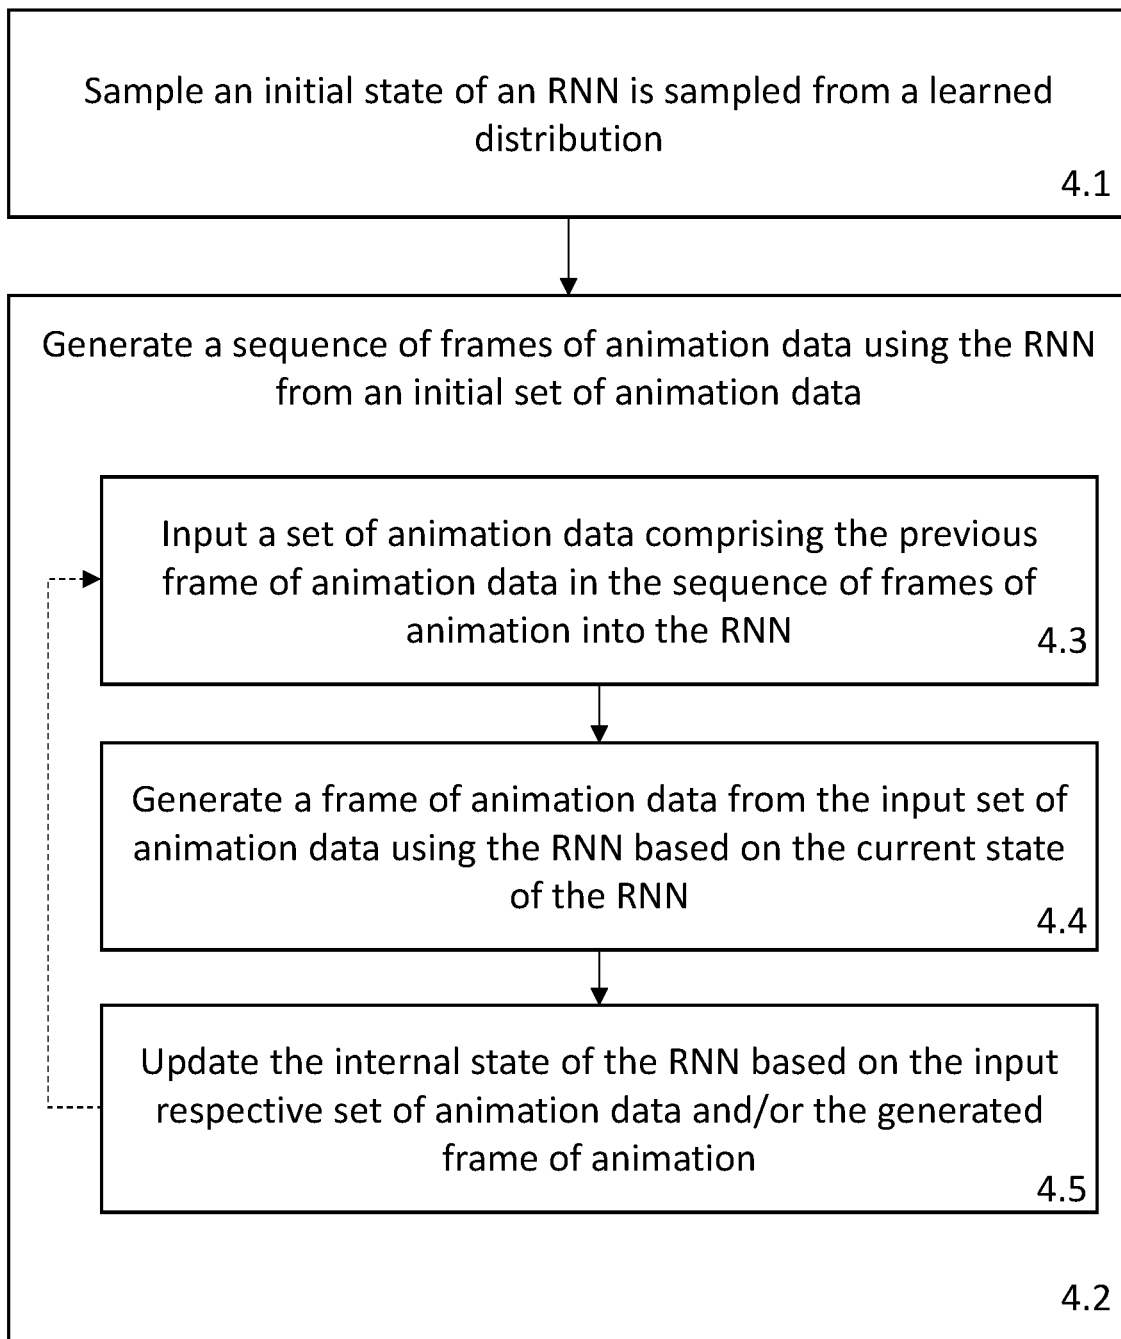 Sample an initial state of an RNN is sampled from a learned
distribution
4.1
Generate a sequence of frames of animation data using the RNN
from an initial set of animation data
Input a set of animation data comprising the previous
frame of animation data in the sequence of frames of
animation into the RNN
4.3
Generate a frame of animation data from the input set of
animation data using the RNN based on the current state
of the RNN
4.4
Update the internal state of the RNN based on the input
respective set of animation data and/or the generated
frame of animation
4.5
4.2